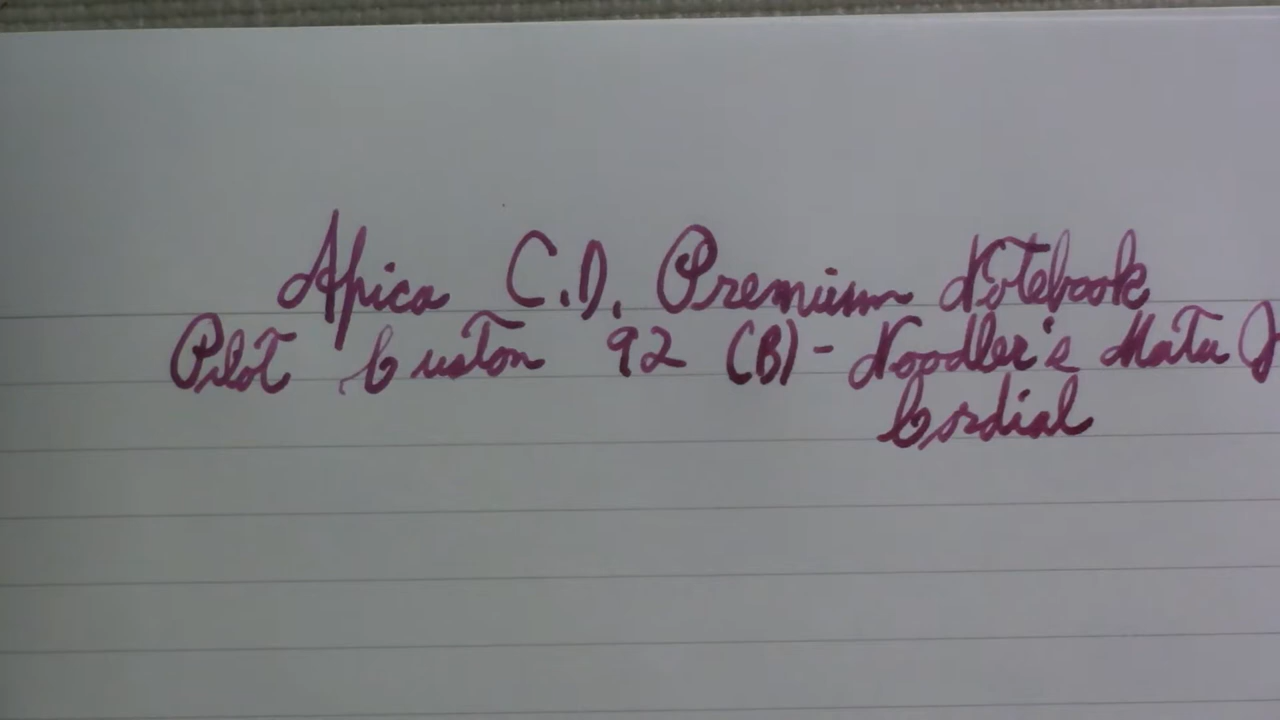 Apica C.D. Premium Notebook
Pilot Custom 92 (B) - Noodler's Mata
Cordial